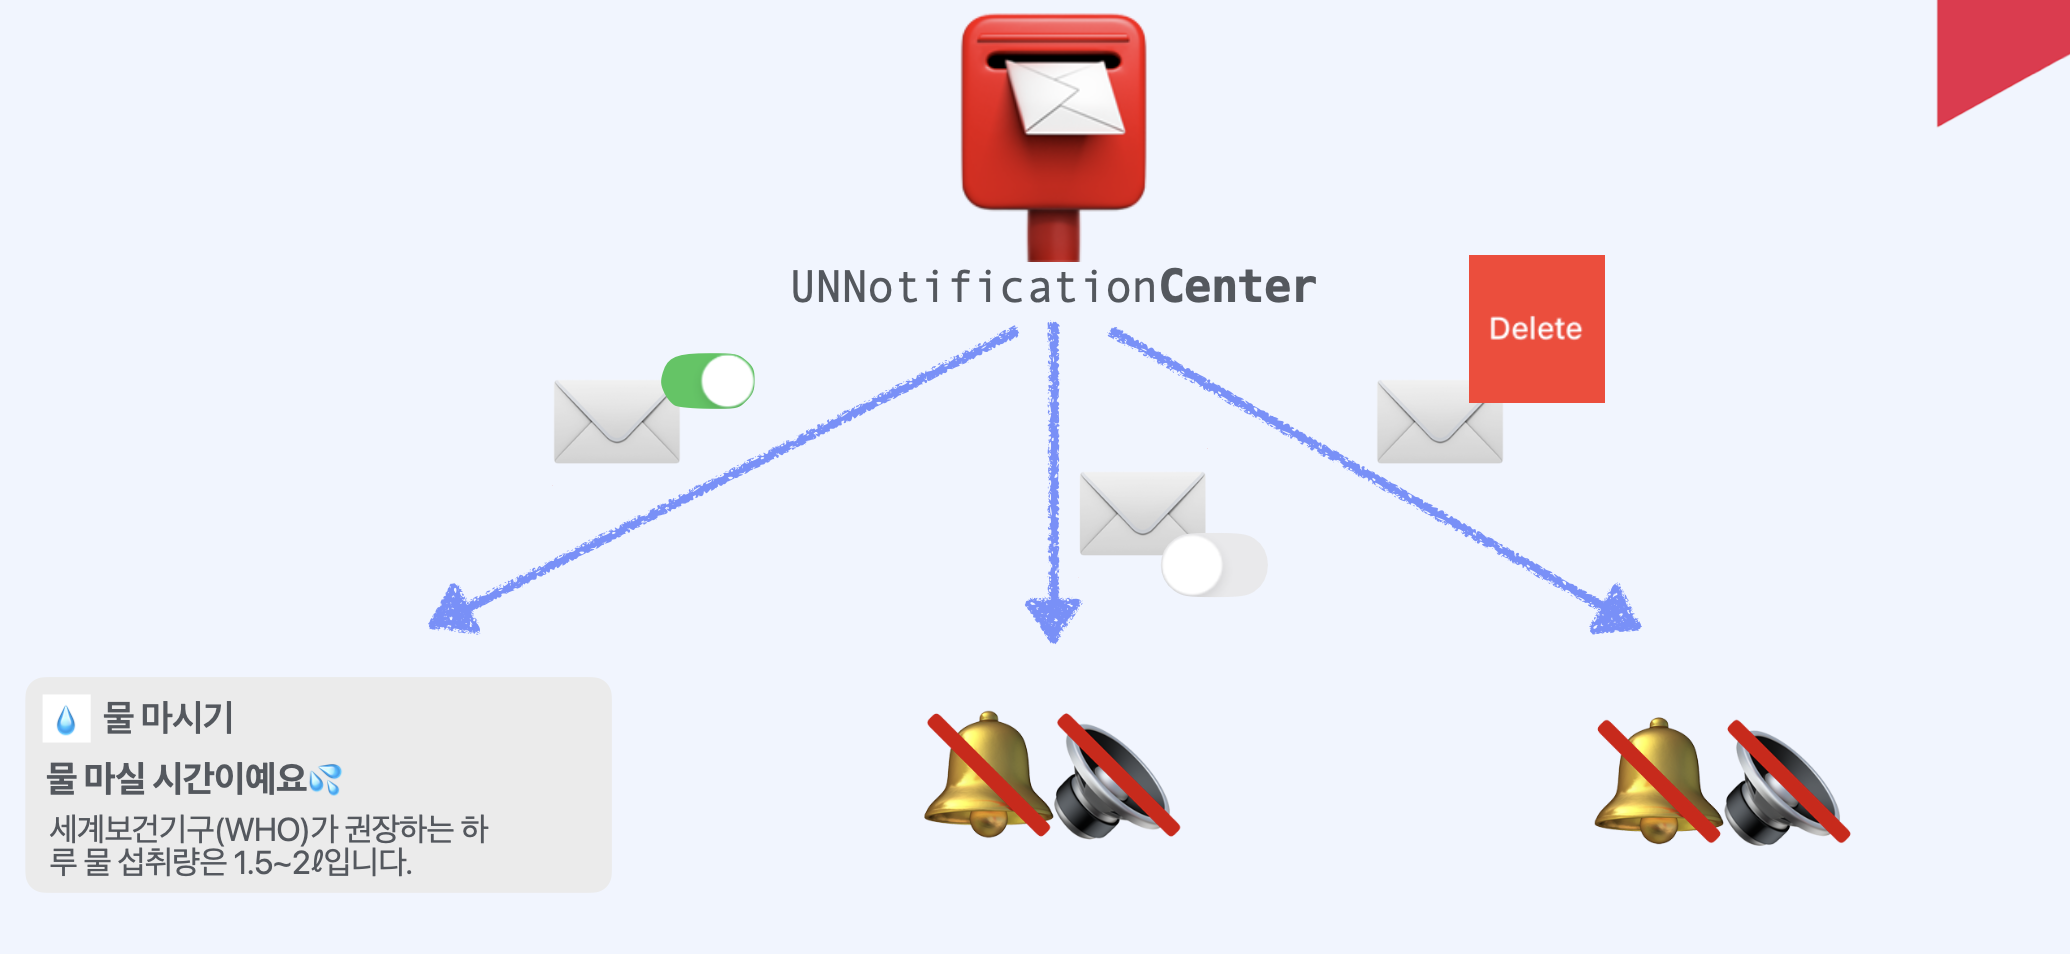 UNNotificationCenter
Delete
물 마시기
물 마실 시간이예요💦
세계보건기구(WHO)가 권장하는 하
루 물 섭취량은 1.5~2ℓ입니다.